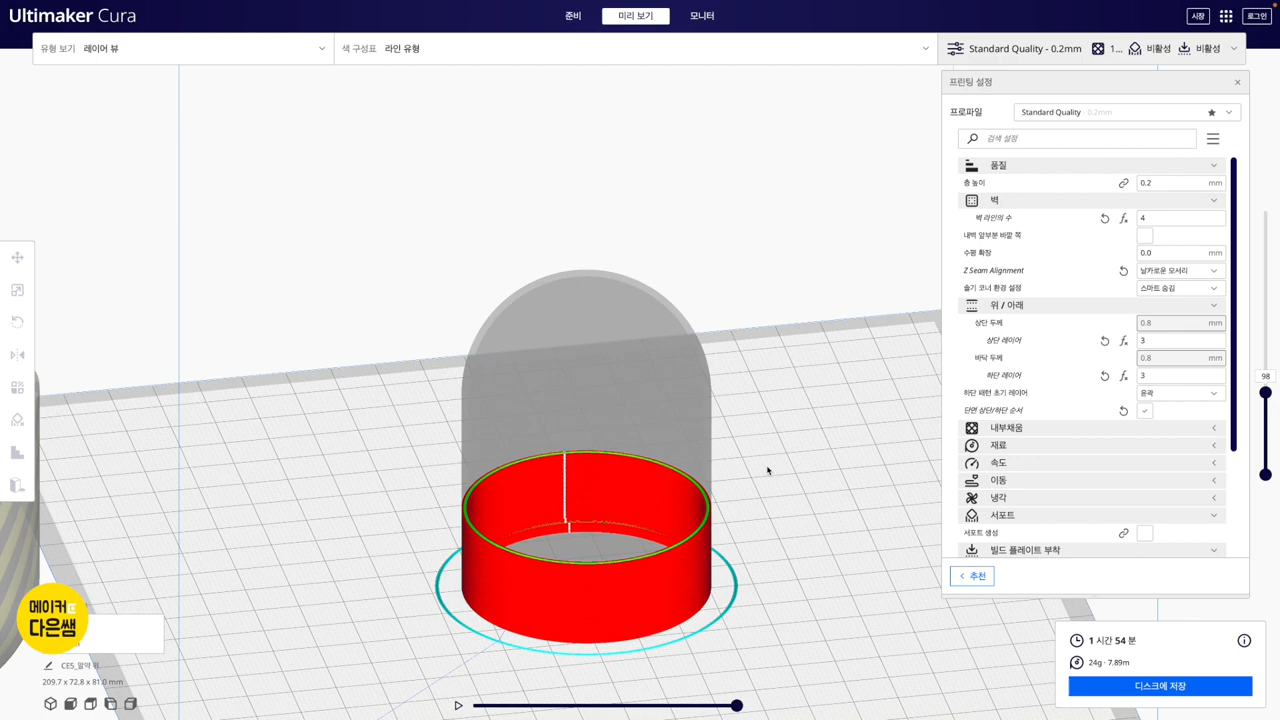 Ultimaker Cura
준비
미리 보기
모니터
시장
로그인
유형 보기 레이어 뷰
색 구성표 라인 유형
Standard Quality - 0.2mm
1...
비활성
비활성
프린팅 설정
프로파일
Standard Quality - 0.2mm
검색 설정
품질
층 높이 0.2 mm
벽
벽 라인의 수 4
내벽 앞부분 바깥 쪽
수평 확장 0.0 mm
Z Seam Alignment 날카로운 모서리
솔기 코너 환경 설정 스마트 숨김
위 / 아래
상단 두께 0.8 mm
상단 레이어 3
바닥 두께 0.8 mm
하단 레이어 3
하단 패턴 초기 레이어 윤곽
단면 상단/하단 순서
내부채움
재료
속도
이동
냉각
서포트
서포트 생성
빌드 플레이트 부착
추천
98
메이커
다은쌤
CE5_알약 위.
209.7 x 72.8 x 81.0 mm
1 시간 54 분
24g · 7.89m
디스크에 저장